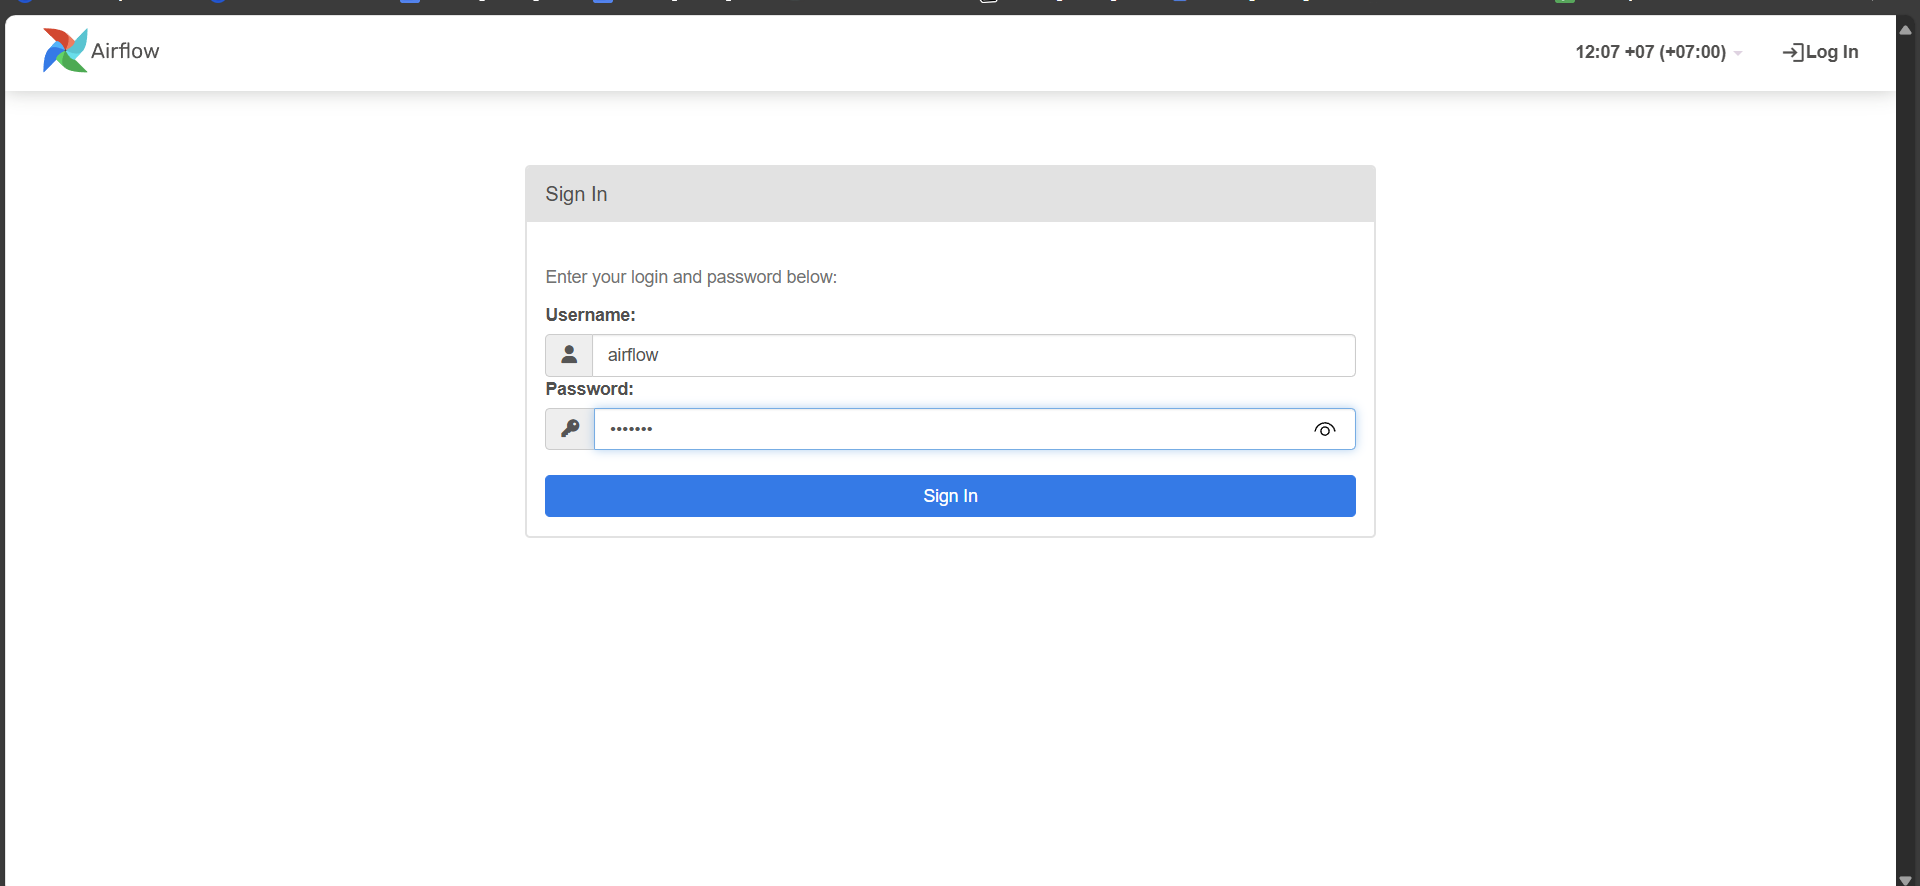 Airflow
12:07 +07 (+07:00)
Log In
Sign In
Enter your login and password below:
Username:
airflow
Password:
•••••••
Sign In